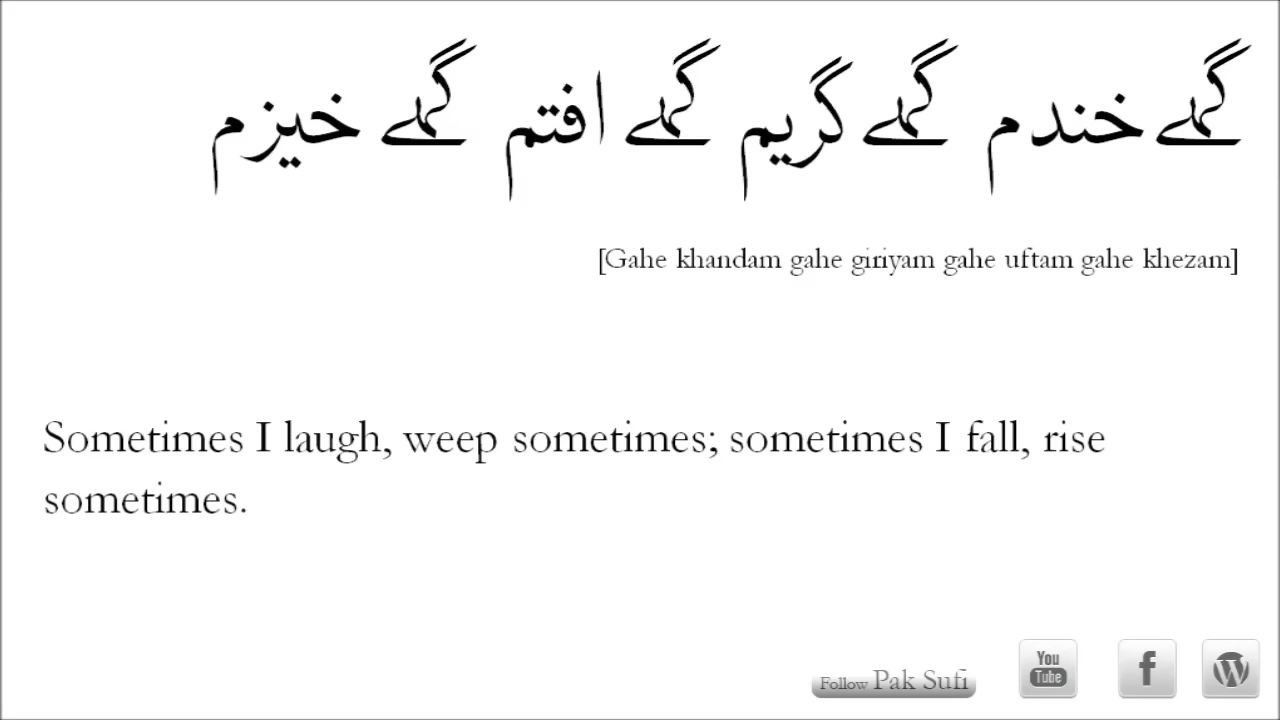 گہے خندم گہے گریم گہے افتم گہے خیزم
[Gahe khandam gahe giriyam gahe uftam gahe khezam]
Sometimes I laugh, weep sometimes; sometimes I fall, rise
sometimes.
Follow Pak Sufi
You
Tube
f
W